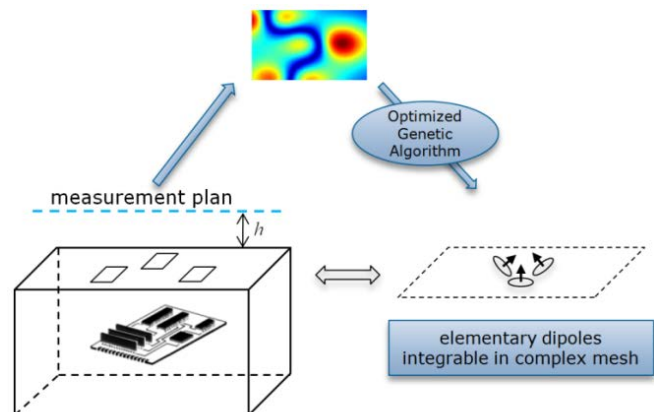 Optimized
Genetic
Algorithm
measurement plan
h
elementary dipoles
integrable in complex mesh